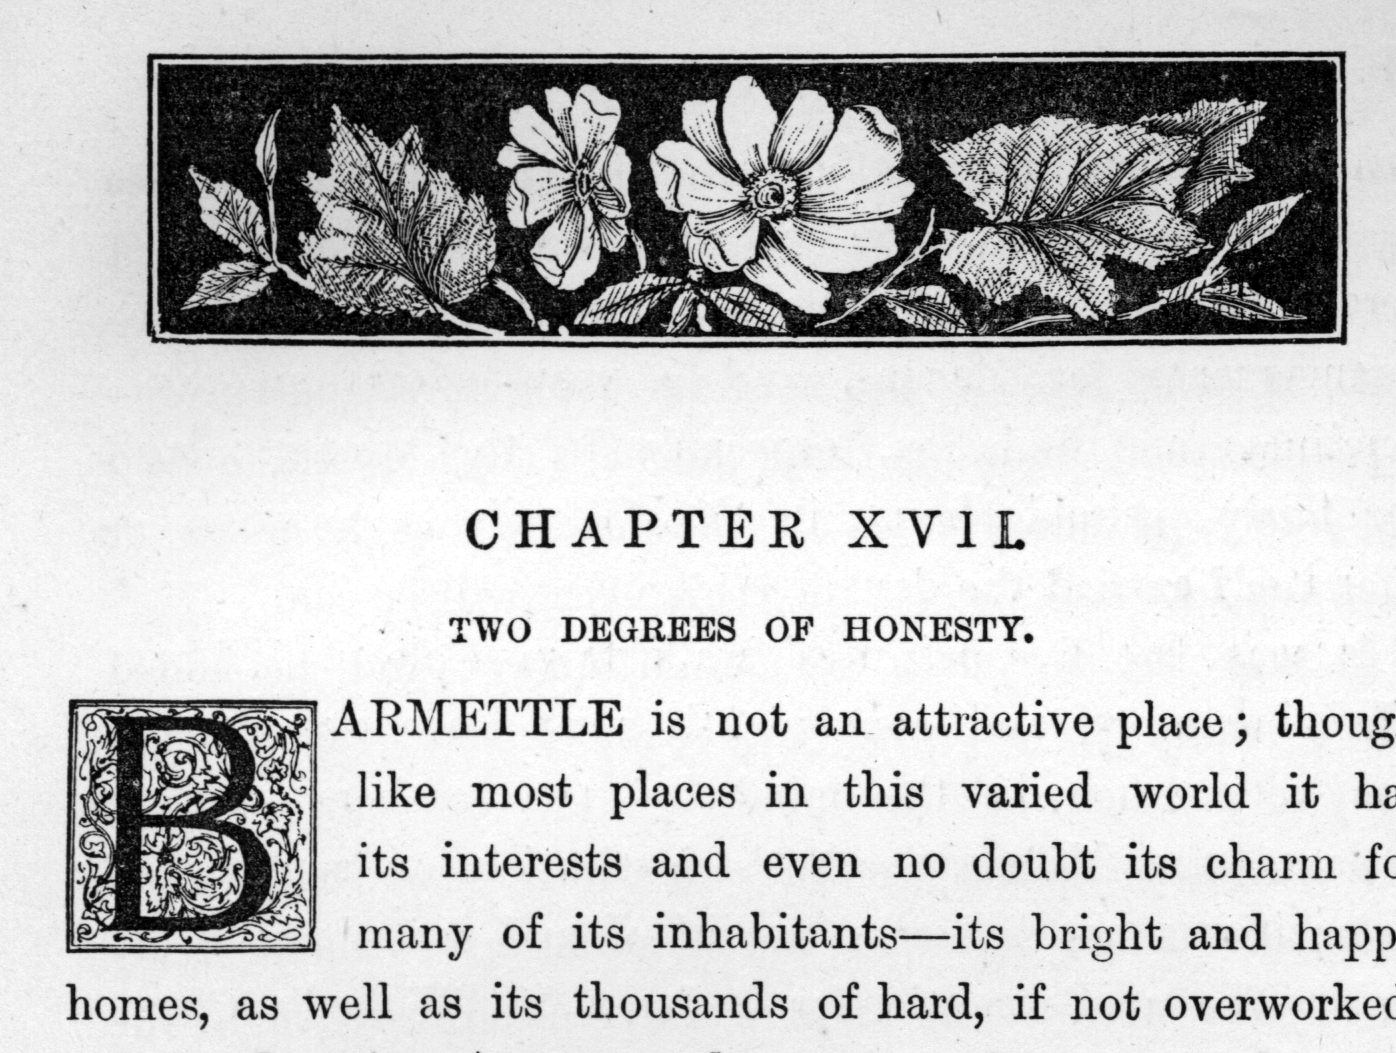 CHAPTER XVII.
TWO DEGREES OF HONESTY.
BARMETTLE is not an attractive place; thoug
like most places in this varied world it ha
its interests and even no doubt its charm fo
many of its inhabitants—its bright and happ
homes, as well as its thousands of hard, if not overworked